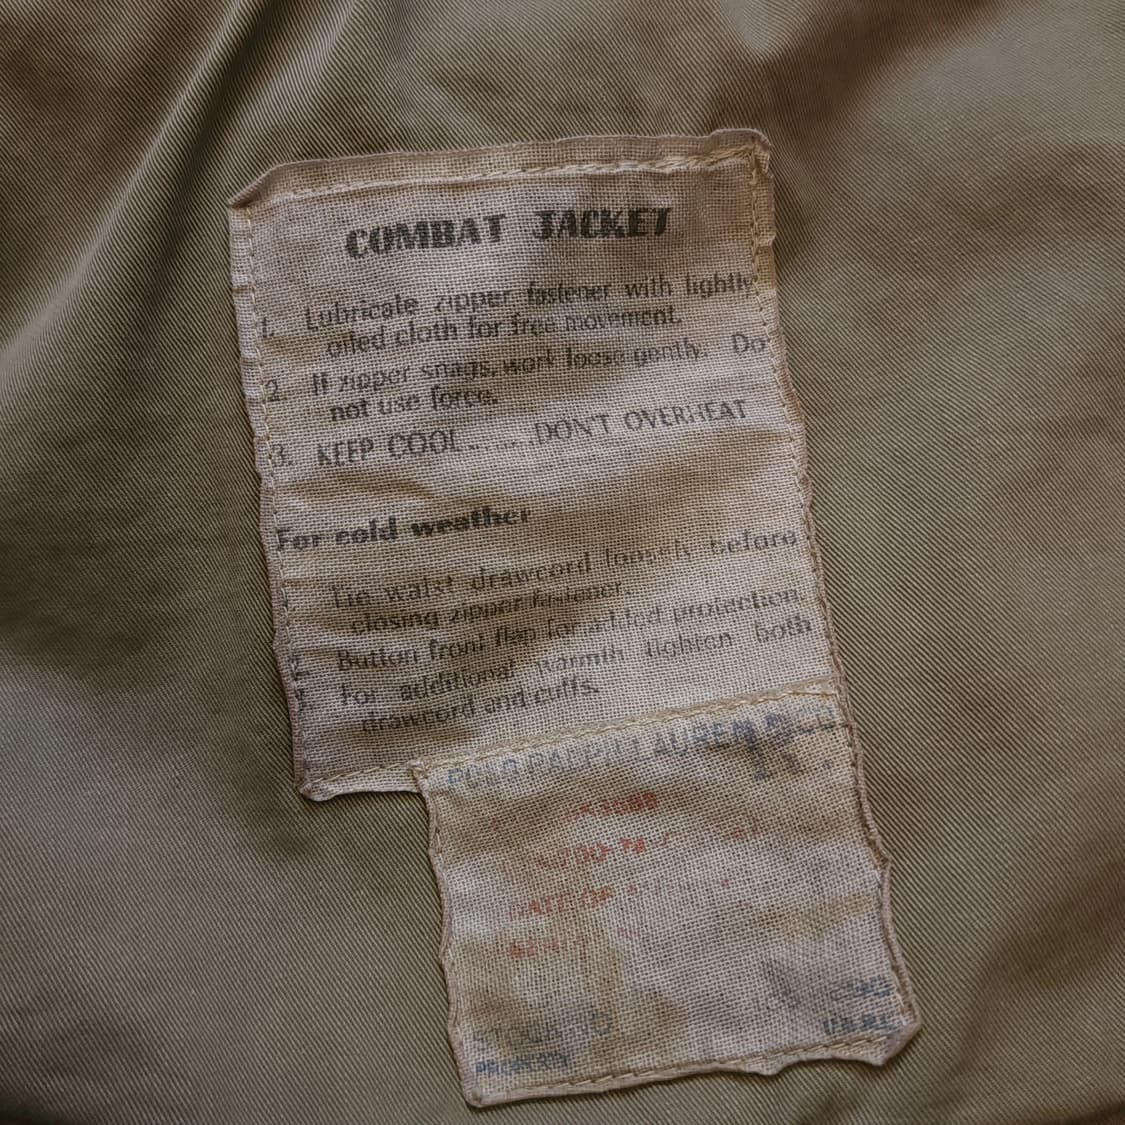 COMBAT JACKET
1. Lubricate zipper fastener with lightly
oiled cloth for free movement.
2. If zipper snags, work loose gently. Do
not use force.
3. KEEP COOL......DON'T OVERHEAT
For cold weather
Tie waist drawcord loosely before
closing zipper fastener.
Button front flap for added protection
For additional warmth tighten both
drawcord and cuffs.
POLO RALPH LAUREN
DATE OF
PROPERTY